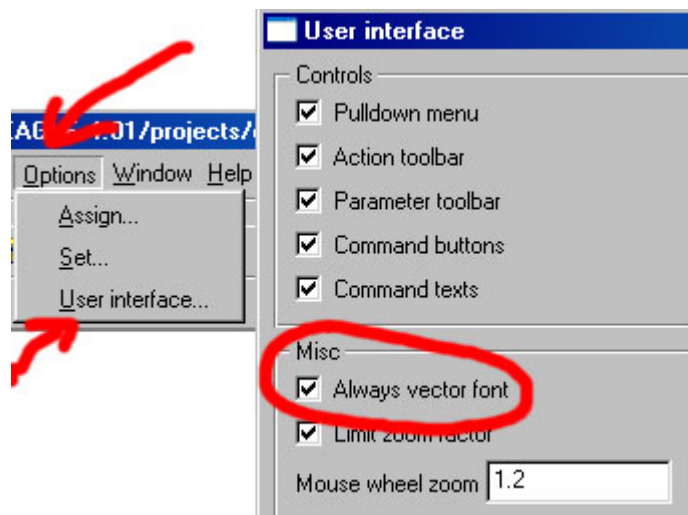 User interface
Controls
Pulldown menu
Action toolbar
Parameter toolbar
Command buttons
Command texts
Misc
Always vector font
Limit zoom factor
Mouse wheel zoom 1.2
/projects/
Options Window Help
Assign...
Set...
User interface...